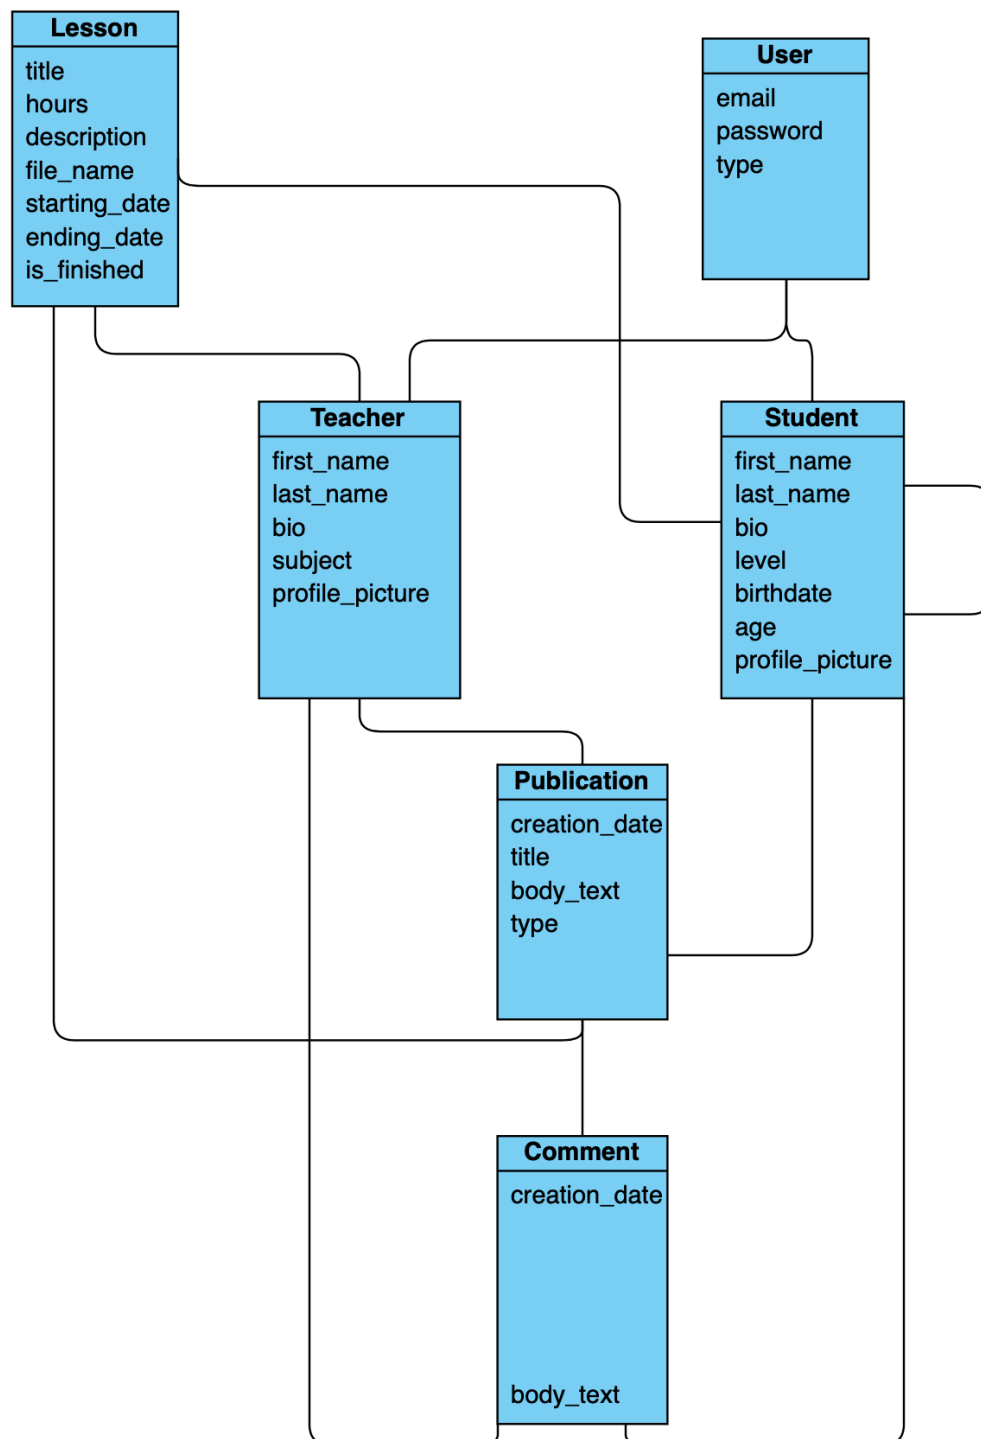 Lesson
title
hours
description
file_name
starting_date
ending_date
is_finished
User
email
password
type
Teacher
first_name
last_name
bio
subject
profile_picture
Student
first_name
last_name
bio
level
birthdate
age
profile_picture
Publication
creation_date
title
body_text
type
Comment
creation_date
body_text